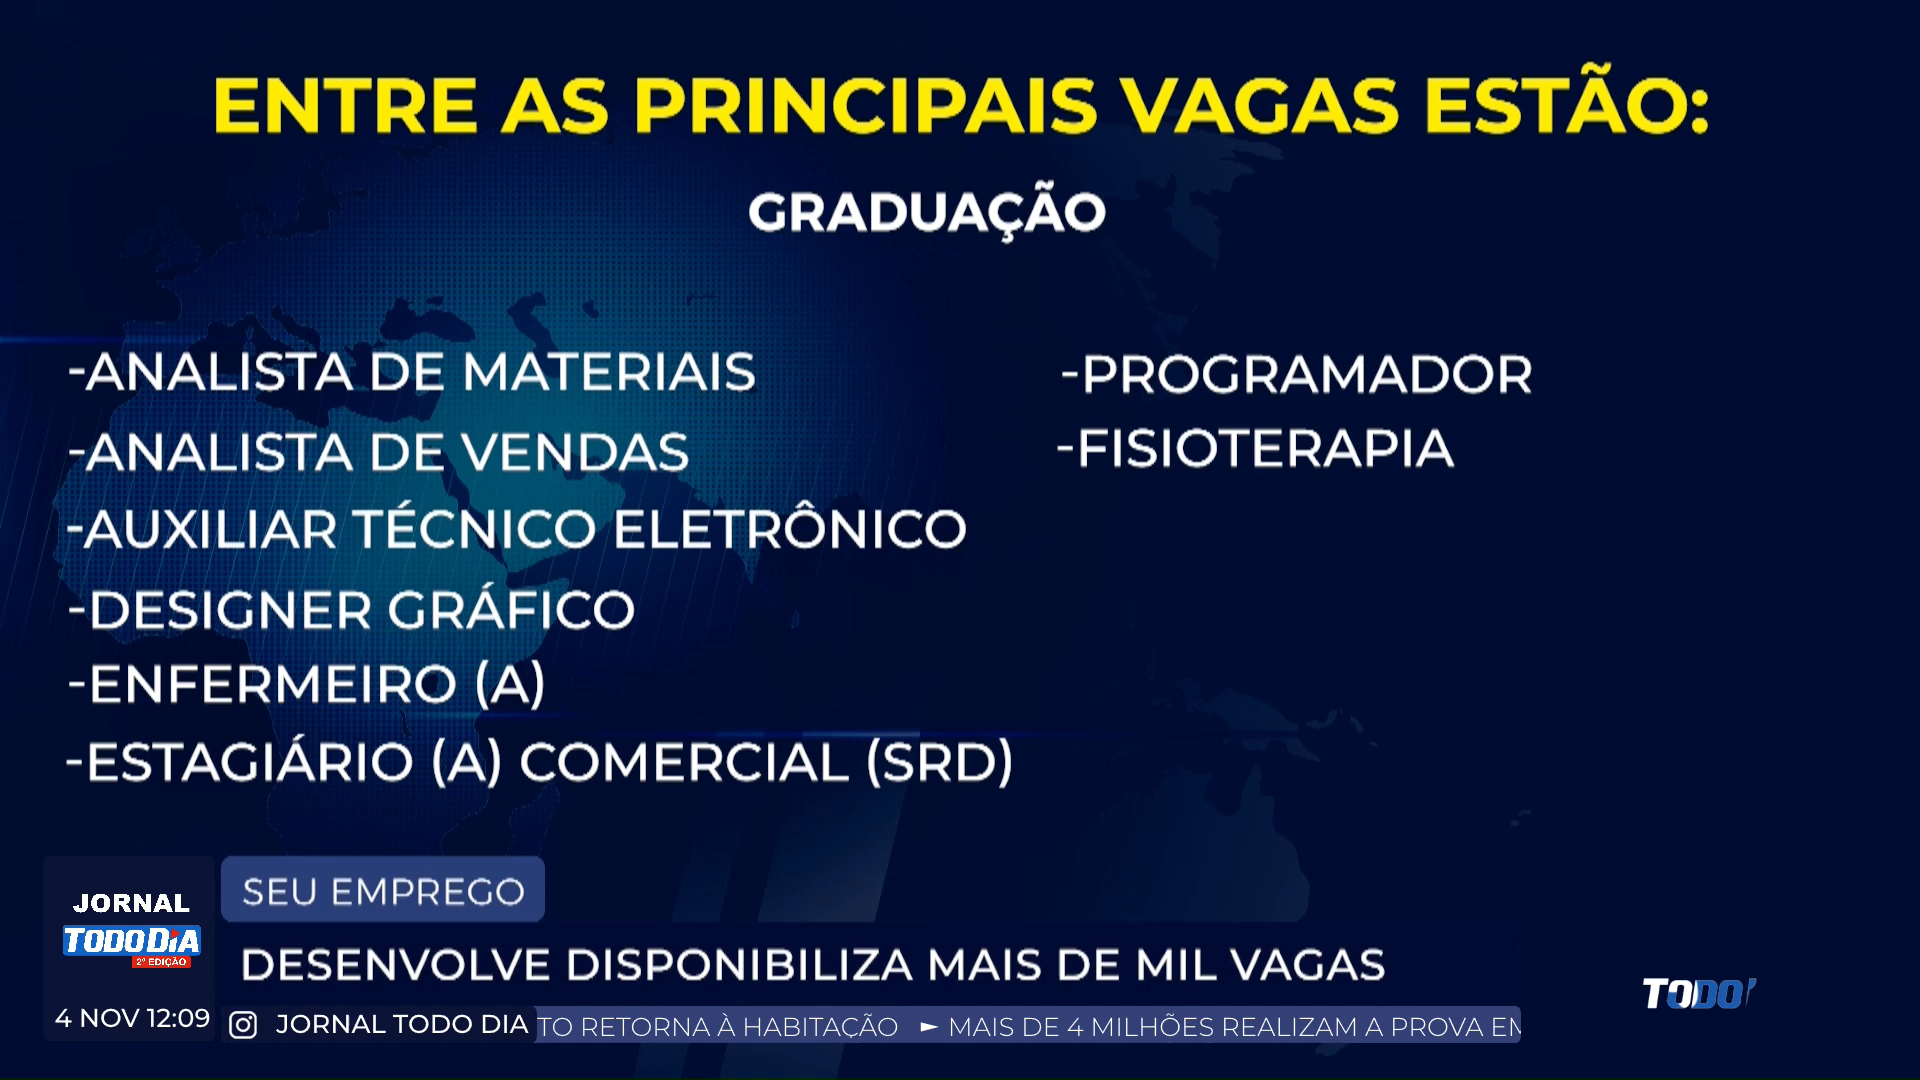 ENTRE AS PRINCIPAIS VAGAS ESTÃO:
GRADUAÇÃO
-ANALISTA DE MATERIAIS
-ANALISTA DE VENDAS
-AUXILIAR TÉCNICO ELETRÔNICO
-DESIGNER GRÁFICO
-ENFERMEIRO (A)
-ESTAGIÁRIO (A) COMERCIAL (SRD)
-PROGRAMADOR
-FISIOTERAPIA
SEU EMPREGO
JORNAL
TODODIA
2ª EDIÇÃO
DESENVOLVE DISPONIBILIZA MAIS DE MIL VAGAS
TODO
4 NOV 12:09
JORNAL TODO DIA
TO RETORNA À HABITAÇÃO ► MAIS DE 4 MILHÕES REALIZAM A PROVA EM